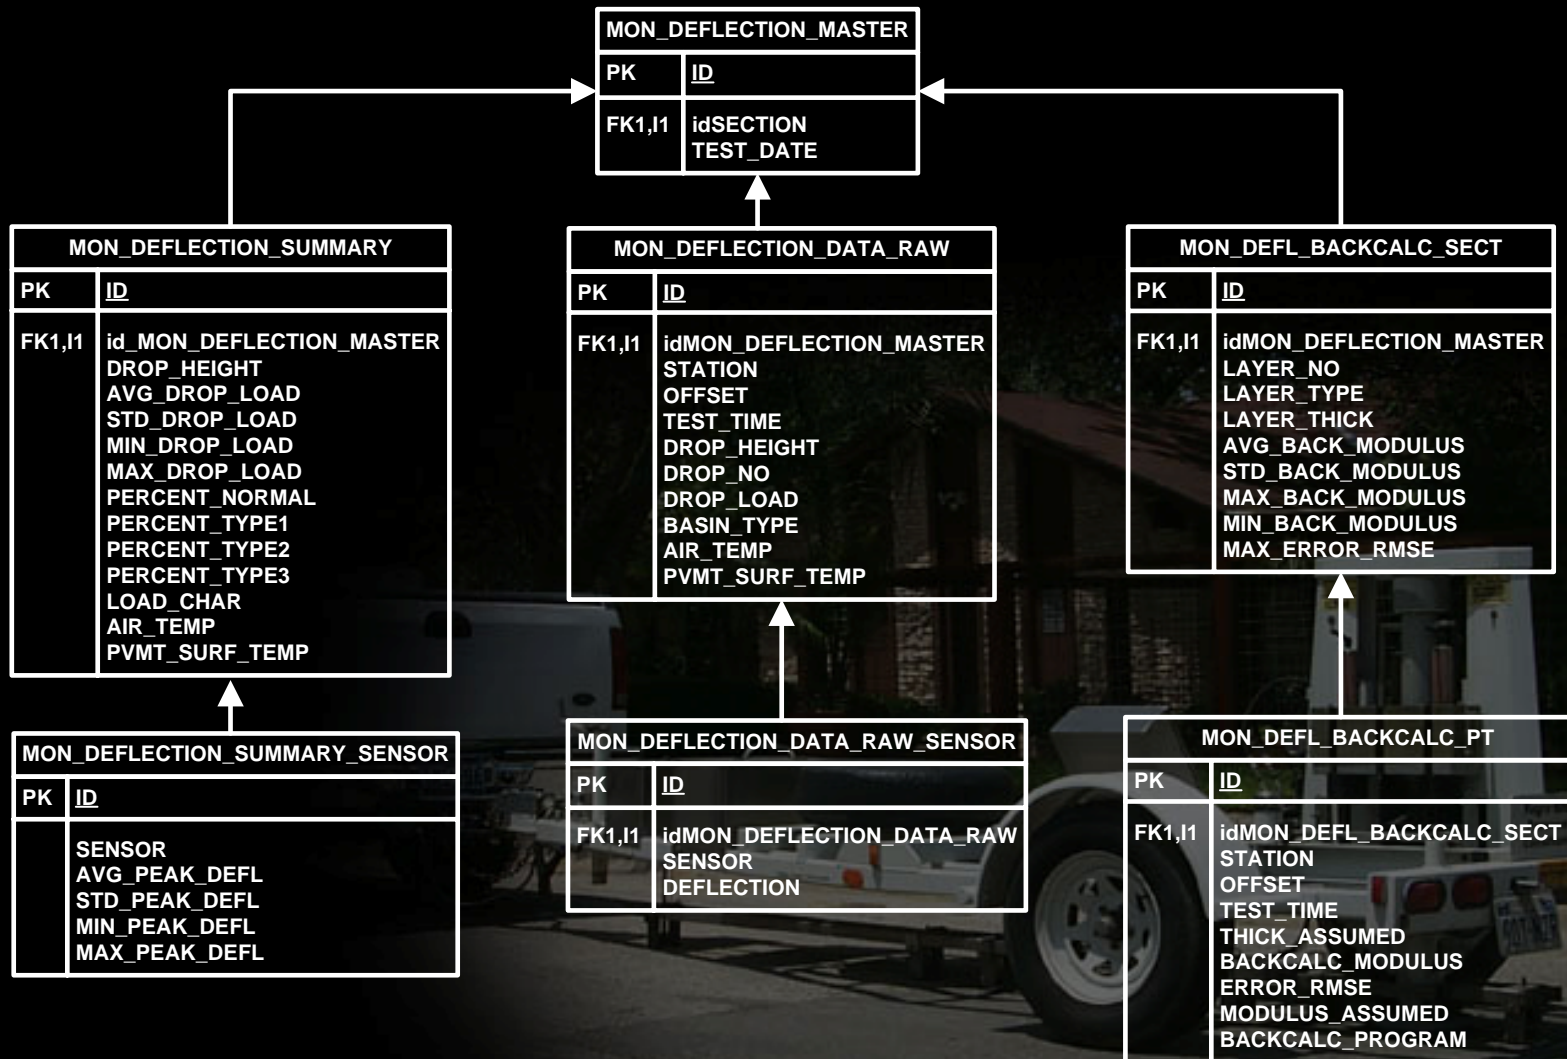 MON_DEFLECTION_MASTER
PK ID
FK1,I1 idSECTION
TEST_DATE
MON_DEFLECTION_SUMMARY
PK ID
FK1,I1 id_MON_DEFLECTION_MASTER
DROP_HEIGHT
AVG_DROP_LOAD
STD_DROP_LOAD
MIN_DROP_LOAD
MAX_DROP_LOAD
PERCENT_NORMAL
PERCENT_TYPE1
PERCENT_TYPE2
PERCENT_TYPE3
LOAD_CHAR
AIR_TEMP
PVMT_SURF_TEMP
MON_DEFLECTION_DATA_RAW
PK ID
FK1,I1 idMON_DEFLECTION_MASTER
STATION
OFFSET
TEST_TIME
DROP_HEIGHT
DROP_NO
DROP_LOAD
BASIN_TYPE
AIR_TEMP
PVMT_SURF_TEMP
MON_DEFL_BACKCALC_SECT
PK ID
FK1,I1 idMON_DEFLECTION_MASTER
LAYER_NO
LAYER_TYPE
LAYER_THICK
AVG_BACK_MODULUS
STD_BACK_MODULUS
MAX_BACK_MODULUS
MIN_BACK_MODULUS
MAX_ERROR_RMSE
MON_DEFLECTION_SUMMARY_SENSOR
PK ID
SENSOR
AVG_PEAK_DEFL
STD_PEAK_DEFL
MIN_PEAK_DEFL
MAX_PEAK_DEFL
MON_DEFLECTION_DATA_RAW_SENSOR
PK ID
FK1,I1 idMON_DEFLECTION_DATA_RAW
SENSOR
DEFLECTION
MON_DEFL_BACKCALC_PT
PK ID
FK1,I1 idMON_DEFL_BACKCALC_SECT
STATION
OFFSET
TEST_TIME
THICK_ASSUMED
BACKCALC_MODULUS
ERROR_RMSE
MODULUS_ASSUMED
BACKCALC_PROGRAM